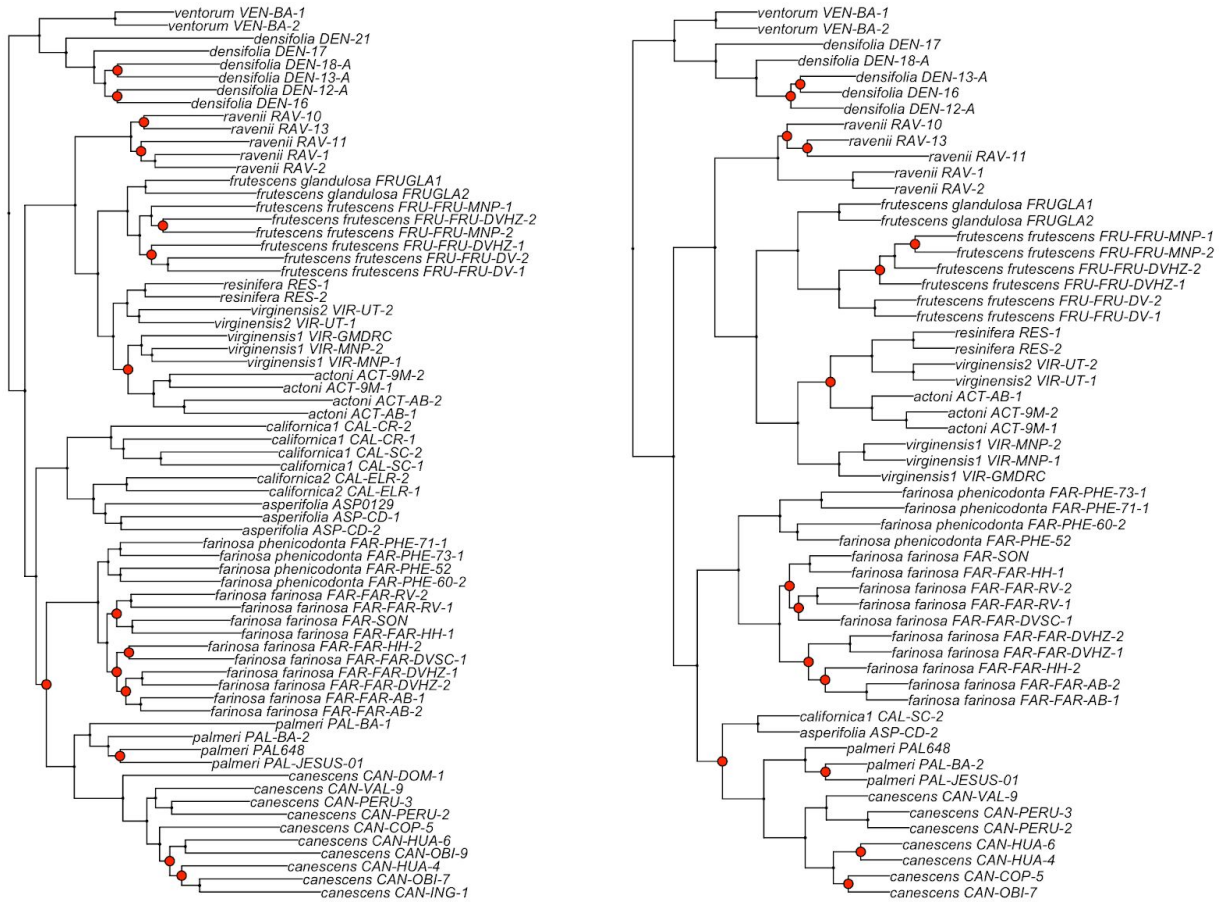 ventorum VEN-BA-1
ventorum VEN-BA-2
densifolia DEN-21
densifolia DEN-17
densifolia DEN-18-A
densifolia DEN-13-A
densifolia DEN-12-A
densifolia DEN-16
ravenii RAV-10
ravenii RAV-13
ravenii RAV-11
ravenii RAV-1
ravenii RAV-2
frutescens glandulosa FRUGLA1
frutescens glandulosa FRUGLA2
frutescens frutescens FRU-FRU-MNP-1
frutescens frutescens FRU-FRU-DVHZ-2
frutescens frutescens FRU-FRU-MNP-2
frutescens frutescens FRU-FRU-DVHZ-1
frutescens frutescens FRU-FRU-DV-2
frutescens frutescens FRU-FRU-DV-1
resinifera RES-1
resinifera RES-2
virginensis2 VIR-UT-2
virginensis2 VIR-UT-1
virginensis1 VIR-GMDRC
virginensis1 VIR-MNP-2
virginensis1 VIR-MNP-1
actoni ACT-9M-2
actoni ACT-9M-1
actoni ACT-AB-2
actoni ACT-AB-1
californica1 CAL-CR-2
californica1 CAL-CR-1
californica1 CAL-SC-2
californica1 CAL-SC-1
californica2 CAL-ELR-2
californica2 CAL-ELR-1
asperifolia ASP0129
asperifolia ASP-CD-1
asperifolia ASP-CD-2
farinosa phenicodonta FAR-PHE-71-1
farinosa phenicodonta FAR-PHE-73-1
farinosa phenicodonta FAR-PHE-52
farinosa phenicodonta FAR-PHE-60-2
farinosa farinosa FAR-FAR-RV-2
farinosa farinosa FAR-FAR-RV-1
farinosa farinosa FAR-SON
farinosa farinosa FAR-FAR-HH-1
farinosa farinosa FAR-FAR-HH-2
farinosa farinosa FAR-FAR-DVSC-1
farinosa farinosa FAR-FAR-DVHZ-1
farinosa farinosa FAR-FAR-DVHZ-2
farinosa farinosa FAR-FAR-AB-1
farinosa farinosa FAR-FAR-AB-2
palmeri PAL-BA-1
palmeri PAL-BA-2
palmeri PAL648
palmeri PAL-JESUS-01
canescens CAN-DOM-1
canescens CAN-VAL-9
canescens CAN-PERU-3
canescens CAN-PERU-2
canescens CAN-COP-5
canescens CAN-HUA-6
canescens CAN-OBI-9
canescens CAN-HUA-4
canescens CAN-OBI-7
canescens CAN-ING-1
ventorum VEN-BA-1
ventorum VEN-BA-2
densifolia DEN-17
densifolia DEN-18-A
densifolia DEN-13-A
densifolia DEN-16
densifolia DEN-12-A
ravenii RAV-10
ravenii RAV-13
ravenii RAV-11
ravenii RAV-1
ravenii RAV-2
frutescens glandulosa FRUGLA1
frutescens glandulosa FRUGLA2
frutescens frutescens FRU-FRU-MNP-1
frutescens frutescens FRU-FRU-MNP-2
frutescens frutescens FRU-FRU-DVHZ-2
frutescens frutescens FRU-FRU-DVHZ-1
frutescens frutescens FRU-FRU-DV-2
frutescens frutescens FRU-FRU-DV-1
resinifera RES-1
resinifera RES-2
virginensis2 VIR-UT-2
virginensis2 VIR-UT-1
actoni ACT-AB-1
actoni ACT-9M-2
actoni ACT-9M-1
virginensis1 VIR-MNP-2
virginensis1 VIR-MNP-1
virginensis1 VIR-GMDRC
farinosa phenicodonta FAR-PHE-73-1
farinosa phenicodonta FAR-PHE-71-1
farinosa phenicodonta FAR-PHE-60-2
farinosa phenicodonta FAR-PHE-52
farinosa farinosa FAR-SON
farinosa farinosa FAR-FAR-HH-1
farinosa farinosa FAR-FAR-RV-2
farinosa farinosa FAR-FAR-RV-1
farinosa farinosa FAR-FAR-DVSC-1
farinosa farinosa FAR-FAR-DVHZ-2
farinosa farinosa FAR-FAR-DVHZ-1
farinosa farinosa FAR-FAR-HH-2
farinosa farinosa FAR-FAR-AB-2
farinosa farinosa FAR-FAR-AB-1
californica1 CAL-SC-2
asperifolia ASP-CD-2
palmeri PAL648
palmeri PAL-BA-2
palmeri PAL-JESUS-01
canescens CAN-VAL-9
canescens CAN-PERU-3
canescens CAN-PERU-2
canescens CAN-HUA-6
canescens CAN-HUA-4
canescens CAN-COP-5
canescens CAN-OBI-7